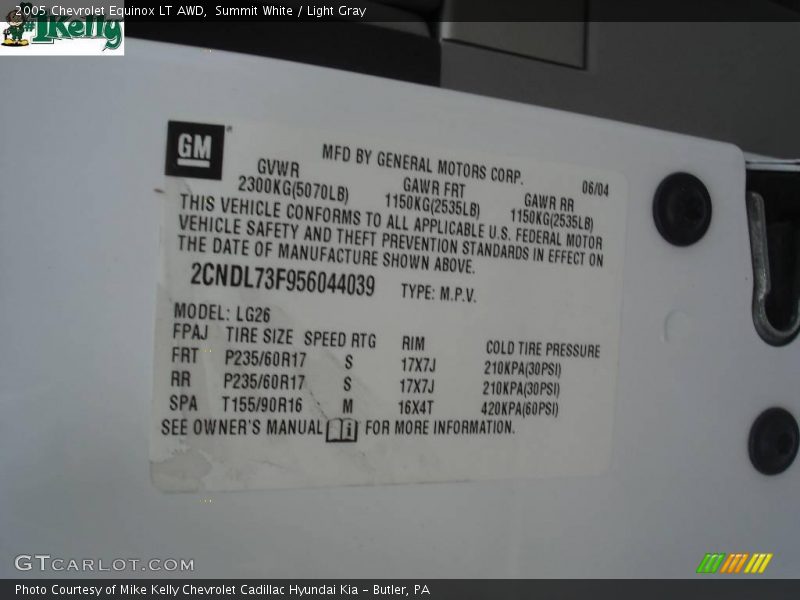 2005 Chevrolet Equinox LT AWD, Summit White / Light Gray
#1Kelly
GM
MFD BY GENERAL MOTORS CORP. 06/04
GVWR GAWR FRT GAWR RR
2300KG(5070LB) 1150KG(2535LB) 1150KG(2535LB)
THIS VEHICLE CONFORMS TO ALL APPLICABLE U.S. FEDERAL MOTOR
VEHICLE SAFETY AND THEFT PREVENTION STANDARDS IN EFFECT ON
THE DATE OF MANUFACTURE SHOWN ABOVE.
2CNDL73F956044039 TYPE: M.P.V.
MODEL: LG26
FPAJ TIRE SIZE SPEED RTG RIM COLD TIRE PRESSURE
FRT P235/60R17 S 17X7J 210KPA(30PSI)
RR P235/60R17 S 17X7J 210KPA(30PSI)
SPA T155/90R16 M 16X4T 420KPA(60PSI)
SEE OWNER'S MANUAL i FOR MORE INFORMATION.
GTCARLOT.COM
Photo Courtesy of Mike Kelly Chevrolet Cadillac Hyundai Kia - Butler, PA